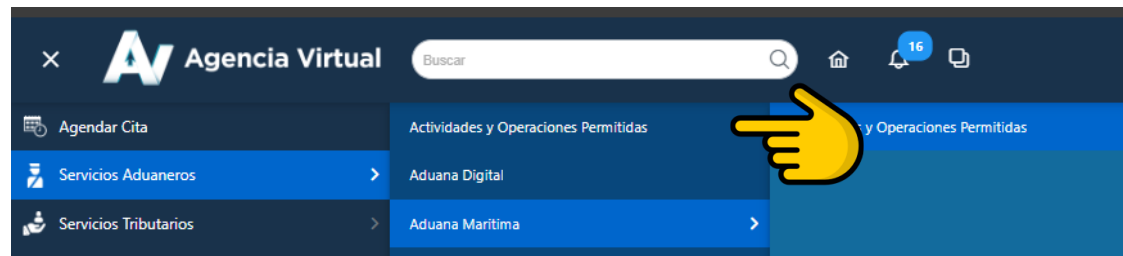 Agencia Virtual
Buscar
16
Agendar Cita
Actividades y Operaciones Permitidas
y Operaciones Permitidas
Servicios Aduaneros
Aduana Digital
Servicios Tributarios
Aduana Maritima